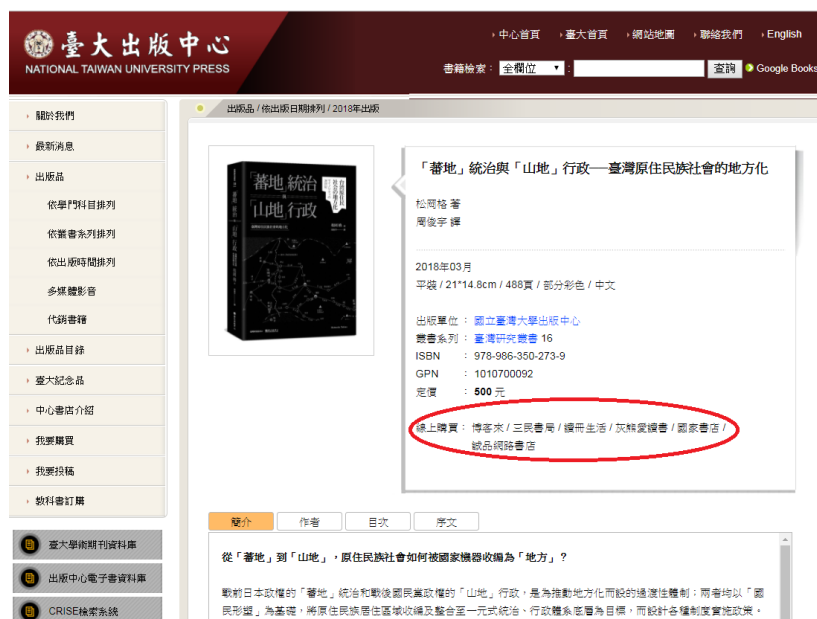 臺大出版中心
NATIONAL TAIWAN UNIVERSITY PRESS
中心首頁 臺大首頁 網站地圖 聯絡我們 English
書籍檢索： 全欄位 : 查詢 Google Books
關於我們
最新消息
出版品
依學門科目排列
依叢書系列排列
依出版時間排列
多媒體影音
代銷書籍
出版品目錄
臺大紀念品
中心書店介紹
我要購買
我要投稿
教科書訂購
臺大學術期刊資料庫
出版中心電子書資料庫
CRISE檢索系統
出版品 / 依出版日期排列 / 2018年出版
「蕃地」統治
與
「山地」行政
「蕃地」統治與「山地」行政──臺灣原住民族社會的地方化
松岡格 著
周俊宇 譯
2018年03月
平裝 / 21*14.8cm / 488頁 / 部分彩色 / 中文
出版單位 ： 國立臺灣大學出版中心
叢書系列 ： 臺灣研究叢書 16
ISBN : 978-986-350-273-9
GPN : 1010700092
定價 : 500 元
線上購買 ： 博客來 / 三民書局 / 讀冊生活 / 灰熊愛讀書 / 國家書店 /
誠品網路書店
簡介 作者 目次 序文
從「蕃地」到「山地」，原住民族社會如何被國家機器收編為「地方」？
戰前日本政權的「蕃地」統治和戰後國民黨政權的「山地」行政，是為推動地方化而設的過渡性體制；兩者均以「國
民形塑」為基礎，將原住民族居住區域收編及整合至一元式統治、行政體系底層為目標，而設計各種制度實施政策。